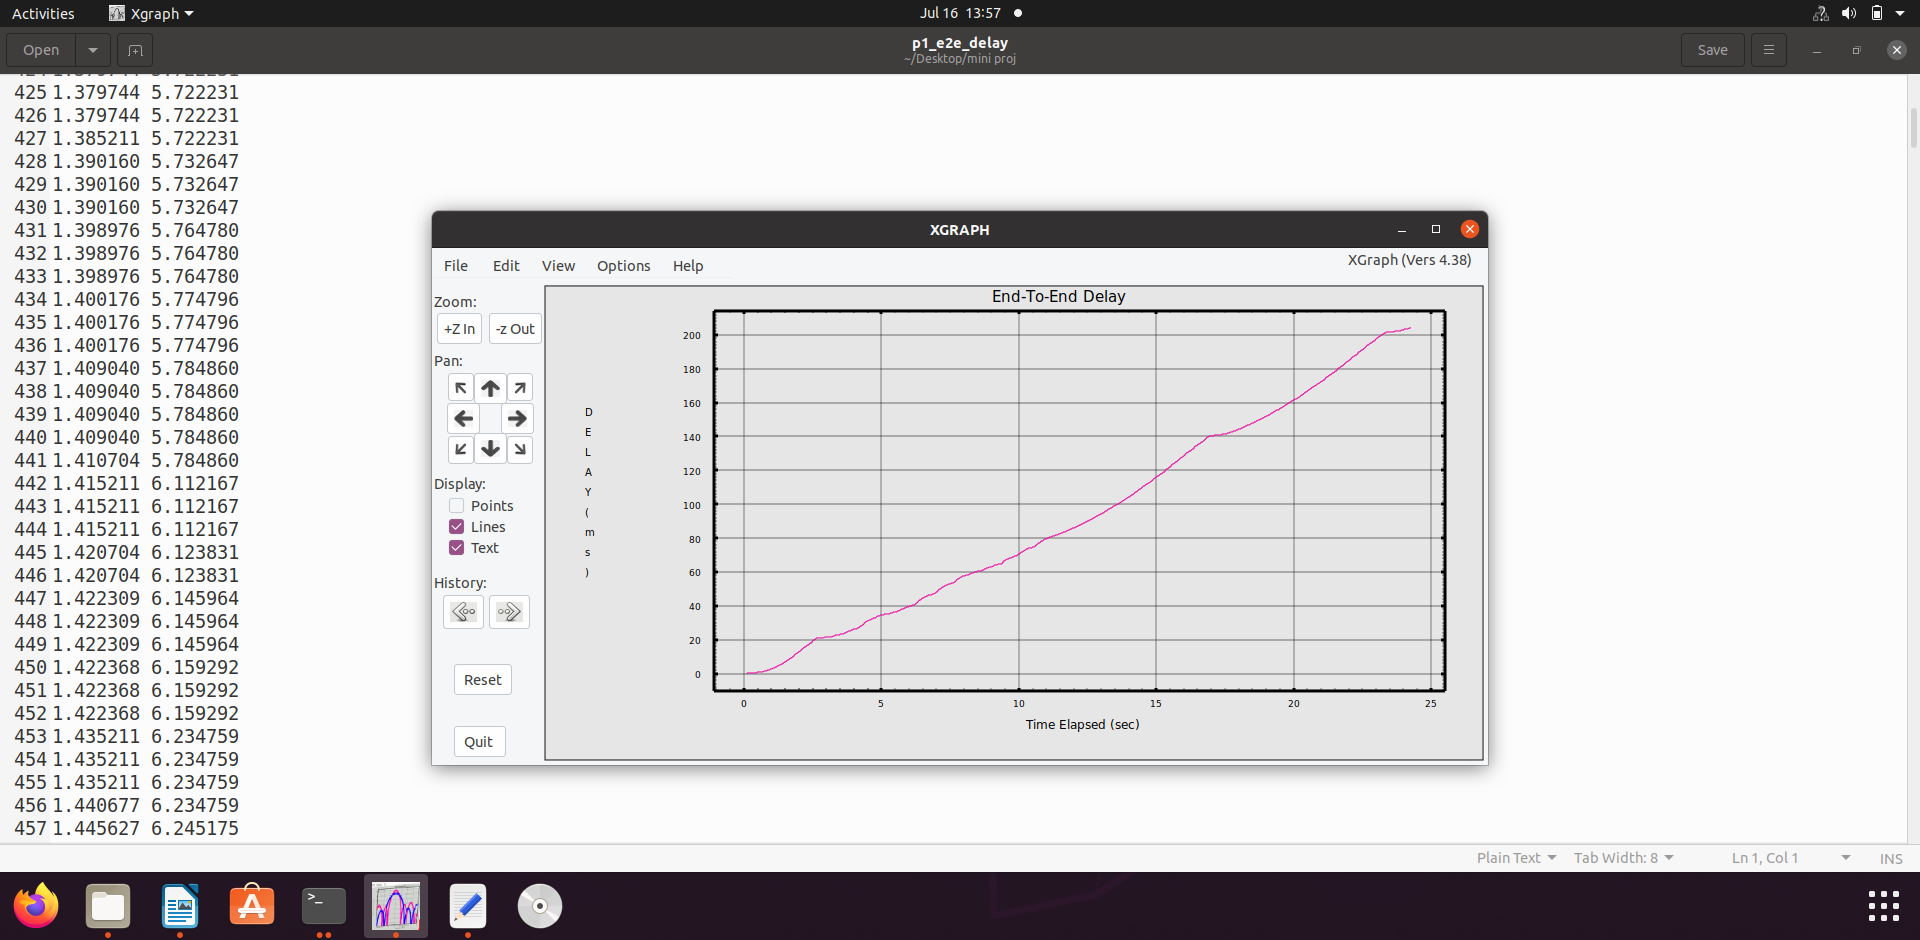 Activities Xgraph Jul 16 13:57
Open p1_e2e_delay Save
~/Desktop/mini proj
425 1.379744 5.722231
426 1.379744 5.722231
427 1.385211 5.722231
428 1.390160 5.732647
429 1.390160 5.732647
430 1.390160 5.732647
431 1.398976 5.764780
432 1.398976 5.764780
433 1.398976 5.764780
434 1.400176 5.774796
435 1.400176 5.774796
436 1.400176 5.774796
437 1.409040 5.784860
438 1.409040 5.784860
439 1.409040 5.784860
440 1.409040 5.784860
441 1.410704 5.784860
442 1.415211 6.112167
443 1.415211 6.112167
444 1.415211 6.112167
445 1.420704 6.123831
446 1.420704 6.123831
447 1.422309 6.145964
448 1.422309 6.145964
449 1.422309 6.145964
450 1.422368 6.159292
451 1.422368 6.159292
452 1.422368 6.159292
453 1.435211 6.234759
454 1.435211 6.234759
455 1.435211 6.234759
456 1.440677 6.234759
457 1.445627 6.245175
XGRAPH
File Edit View Options Help XGraph (Vers 4.38)
Zoom:
+Z In -z Out
Pan:
Display:
Points
Lines
Text
History:
Reset
Quit
End-To-End Delay
D
E
L
A
Y
(
m
s
)
200
180
160
140
120
100
80
60
40
20
0
0 5 10 15 20 25
Time Elapsed (sec)
Plain Text Tab Width: 8 Ln 1, Col 1 INS